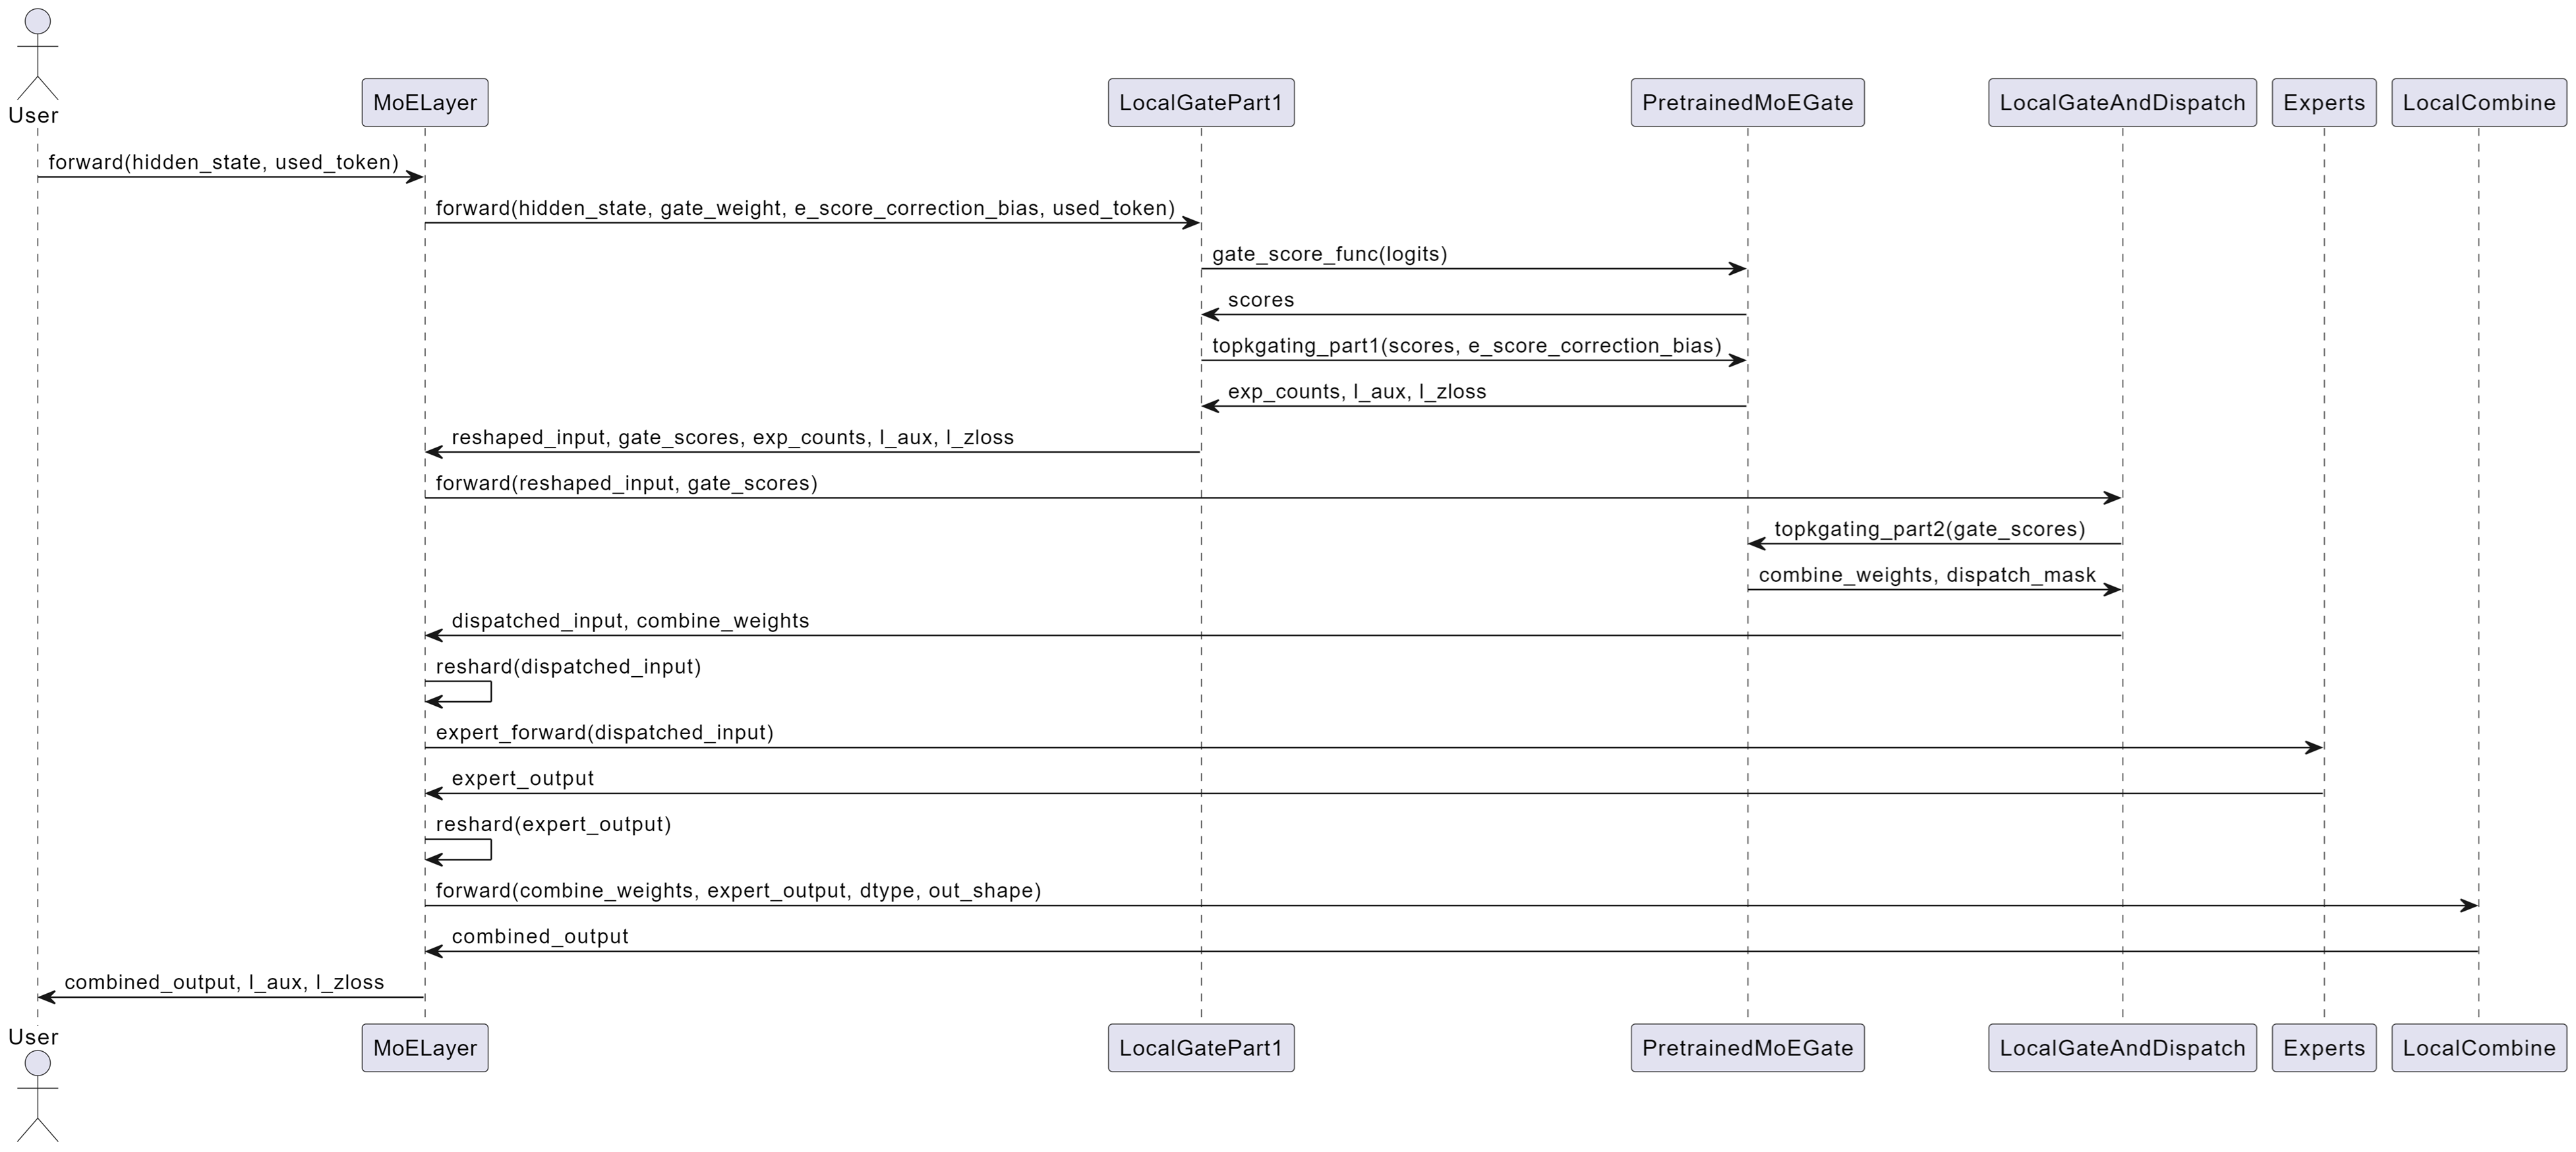 User
MoELayer
LocalGatePart1
PretrainedMoEGate
LocalGateAndDispatch
Experts
LocalCombine
forward(hidden_state, used_token)
forward(hidden_state, gate_weight, e_score_correction_bias, used_token)
gate_score_func(logits)
scores
topkgating_part1(scores, e_score_correction_bias)
exp_counts, l_aux, l_zloss
reshaped_input, gate_scores, exp_counts, l_aux, l_zloss
forward(reshaped_input, gate_scores)
topkgating_part2(gate_scores)
combine_weights, dispatch_mask
dispatched_input, combine_weights
reshard(dispatched_input)
expert_forward(dispatched_input)
expert_output
reshard(expert_output)
forward(combine_weights, expert_output, dtype, out_shape)
combined_output
combined_output, l_aux, l_zloss
User
MoELayer
LocalGatePart1
PretrainedMoEGate
LocalGateAndDispatch
Experts
LocalCombine